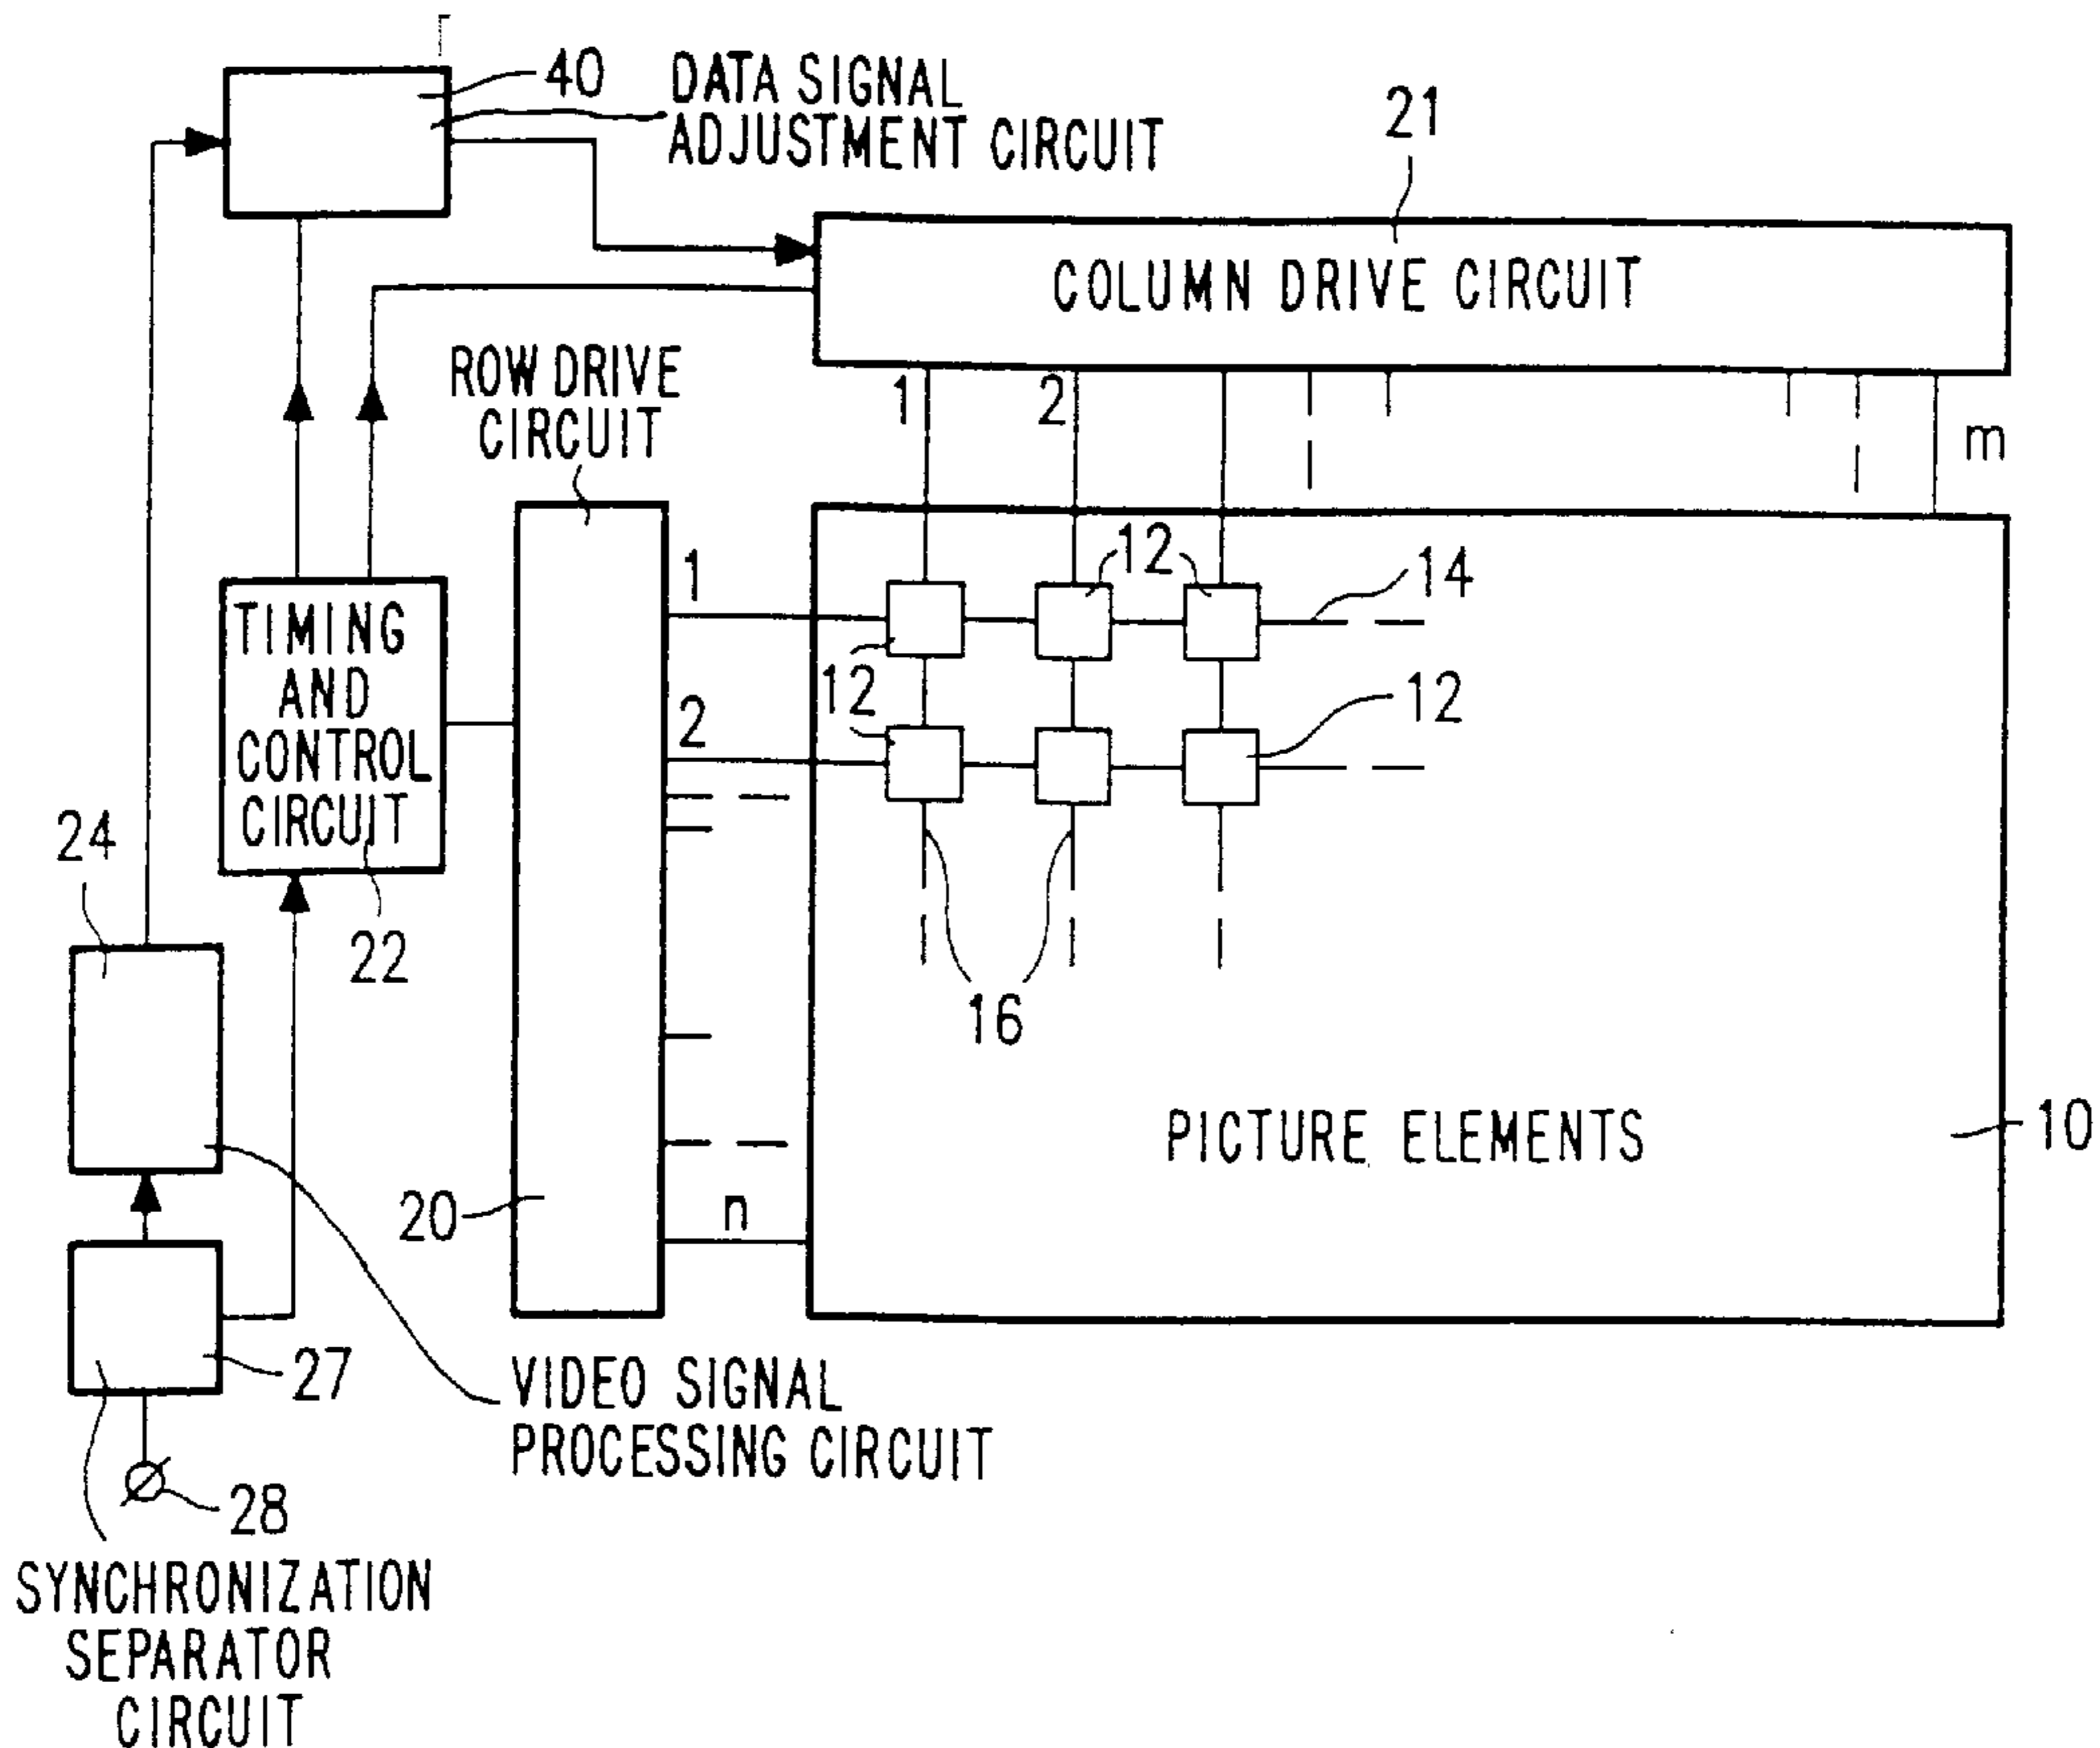 40
DATA SIGNAL
ADJUSTMENT CIRCUIT
21
COLUMN DRIVE CIRCUIT
ROW DRIVE
CIRCUIT
1
2
m
1
12
14
TIMING
AND
CONTROL
CIRCUIT
12
2
12
24
22
16
PICTURE ELEMENTS
10
20
n
27
VIDEO SIGNAL
PROCESSING CIRCUIT
28
SYNCHRONIZATION
SEPARATOR
CIRCUIT